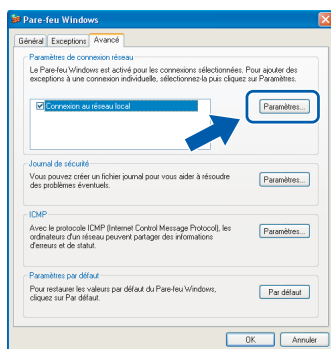 Pare-feu Windows
Général Exceptions Avancé
Paramètres de connexion réseau
Le Pare-feu Windows est activé pour les connexions sélectionnées. Pour ajouter des
exceptions à une connexion individuelle, sélectionnez-la puis cliquez sur Paramètres.
Connexion au réseau local
Paramètres...
Journal de sécurité
Vous pouvez créer un fichier journal pour vous aider à résoudre
des problèmes éventuels.
Paramètres...
ICMP
Avec le protocole ICMP (Internet Control Message Protocol), les
ordinateurs d'un réseau peuvent partager des informations
d'erreurs et de statut.
Paramètres...
Paramètres par défaut
Pour restaurer les valeurs par défaut du Pare-feu Windows,
cliquez sur Par défaut.
Par défaut
OK Annuler